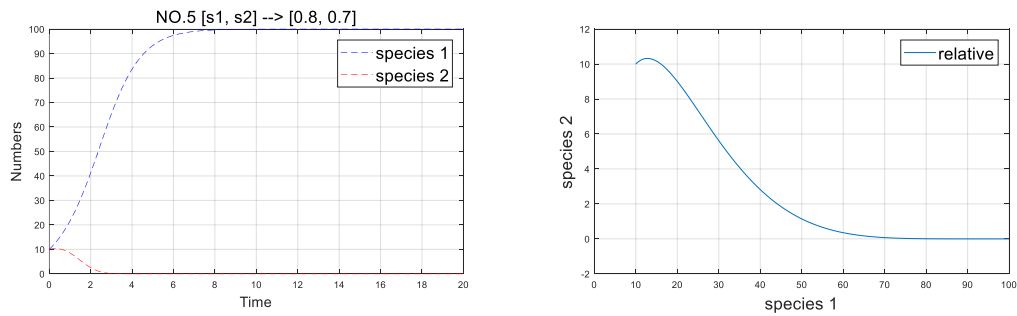 NO.5 [s1, s2] --> [0.8, 0.7]
100
90
80
70
60
50
40
30
20
10
0
Numbers
species 1
species 2
0 2 4 6 8 10 12 14 16 18 20
Time
12
10
8
6
4
2
0
-2
species 2
relative
0 10 20 30 40 50 60 70 80 90 100
species 1